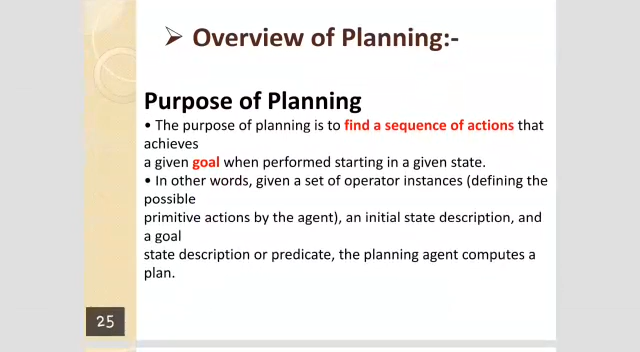 ➢ Overview of Planning:-
Purpose of Planning
• The purpose of planning is to find a sequence of actions that
achieves
a given goal when performed starting in a given state.
• In other words, given a set of operator instances (defining the
possible
primitive actions by the agent), an initial state description, and
a goal
state description or predicate, the planning agent computes a
plan.
25